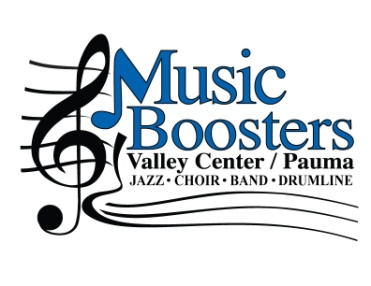 Music
Boosters
Valley Center / Pauma
JAZZ • CHOIR • BAND • DRUMLINE